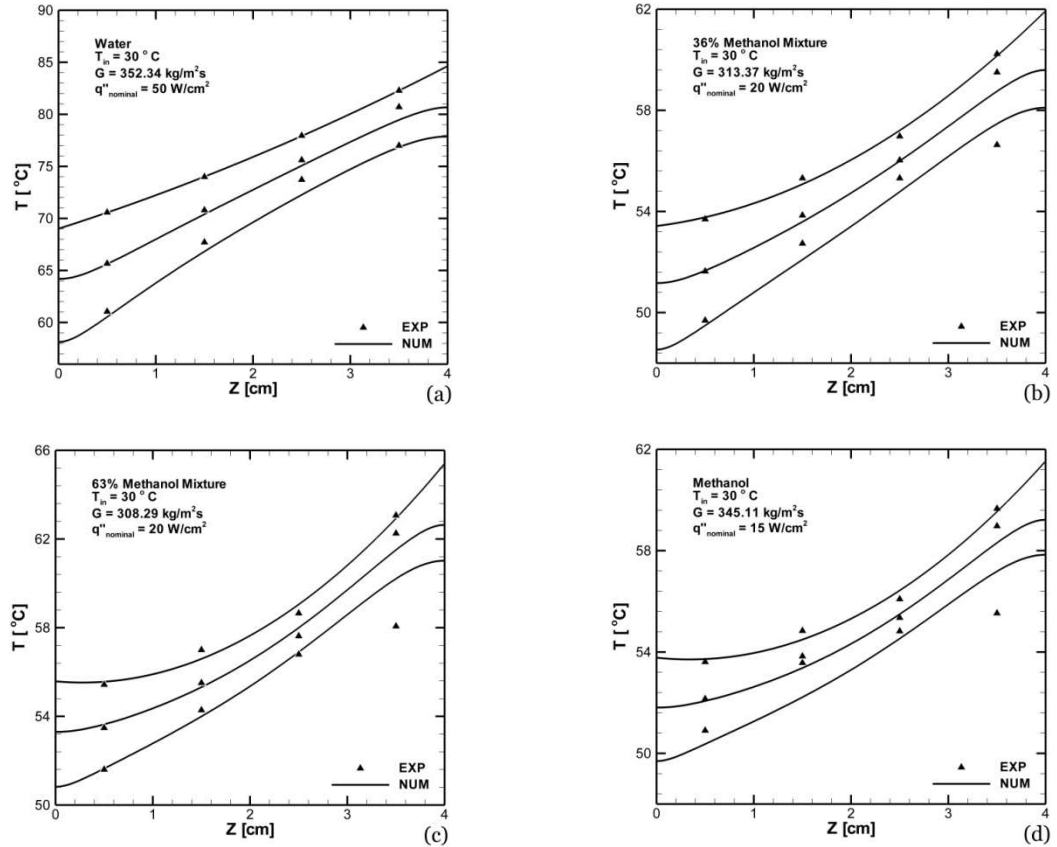 90
85
80
75
70
65
60
T [ °C]
Water
T_in = 30 ° C
G = 352.34 kg/m²s
q''_nominal = 50 W/cm²
EXP
NUM
0 1 2 3 4
Z [cm]
(a)
62
58
54
50
T [ °C]
36% Methanol Mixture
T_in = 30 ° C
G = 313.37 kg/m²s
q''_nominal = 20 W/cm²
EXP
NUM
0 1 2 3 4
Z [cm]
(b)
66
62
58
54
50
T [ °C]
63% Methanol Mixture
T_in = 30 ° C
G = 308.29 kg/m²s
q''_nominal = 20 W/cm²
EXP
NUM
0 1 2 3 4
Z [cm]
(c)
62
58
54
50
T [ °C]
Methanol
T_in = 30 ° C
G = 345.11 kg/m²s
q''_nominal = 15 W/cm²
EXP
NUM
0 1 2 3 4
Z [cm]
(d)